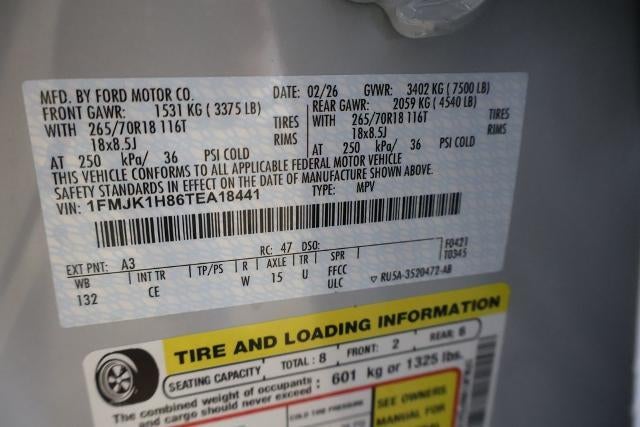 MFD. BY FORD MOTOR CO. DATE: 02/26 GVWR: 3402 KG ( 7500 LB)
FRONT GAWR: 1531 KG ( 3375 LB) REAR GAWR: 2059 KG ( 4540 LB)
WITH 265/70R18 116T TIRES WITH 265/70R18 116T TIRES
18x8.5J RIMS 18x8.5J RIMS
AT 250 kPa/ 36 PSI COLD AT 250 kPa/ 36 PSI COLD
THIS VEHICLE CONFORMS TO ALL APPLICABLE FEDERAL MOTOR VEHICLE
SAFETY STANDARDS IN EFFECT ON THE DATE OF MANUFACTURE SHOWN ABOVE.
VIN: 1FMJK1H86TEA18441 TYPE: MPV
EXT PNT: A3 RC: 47 DSO: F0421
WB INT TR TP/PS R AXLE TR SPR T0345
132 CE W 15 U FFCC
ULC ▽ RU5A-3520472-AB
TIRE AND LOADING INFORMATION
SEATING CAPACITY TOTAL: 8 FRONT: 2 REAR: 6
The combined weight of occupants and cargo should never exceed : 601 kg or 1325 lbs.
COLD TIRE PRESSURE
SEE OWNERS
MANUAL FOR